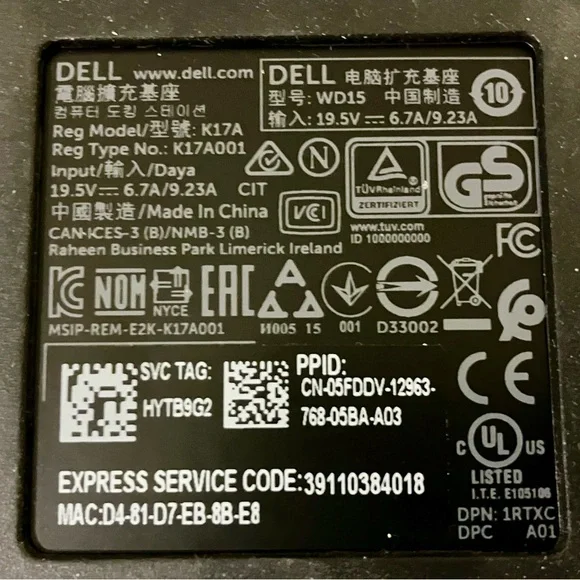 DELL www.dell.com
電腦擴充基座
컴퓨터 도킹 스테이션
Reg Model/型號: K17A
Reg Type No.: K17A001
Input/輸入/Daya
19.5V⎓6.7A/9.23A CIT
中國製造/Made in China
CAN ICES-3 (B)/NMB-3 (B)
Raheen Business Park Limerick Ireland
DELL 电脑扩充基座
型号: WD15 中国制造
输入: 19.5V⎓6.7A/9.23A
10
N
TÜVRheinland
ZERTIFIZIERT
GS
geprüfte
Sicherheit
VCI
www.tuv.com
ID 1000000000
FC
NOM
NYCE
EAC
MSIP-REM-E2K-K17A001
И005 15
001
D33002
SVC TAG:
HYTB9G2
PPID:
CN-05FDDV-12963-
768-05BA-A03
CE
EXPRESS SERVICE CODE:39110384018
MAC:D4-81-D7-EB-8B-E8
C UL US
LISTED
I.T.E. E105106
DPN: 1RTXC
DPC A01